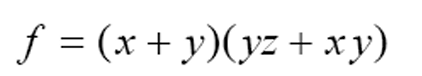 f = (x + y)(yz + xy)